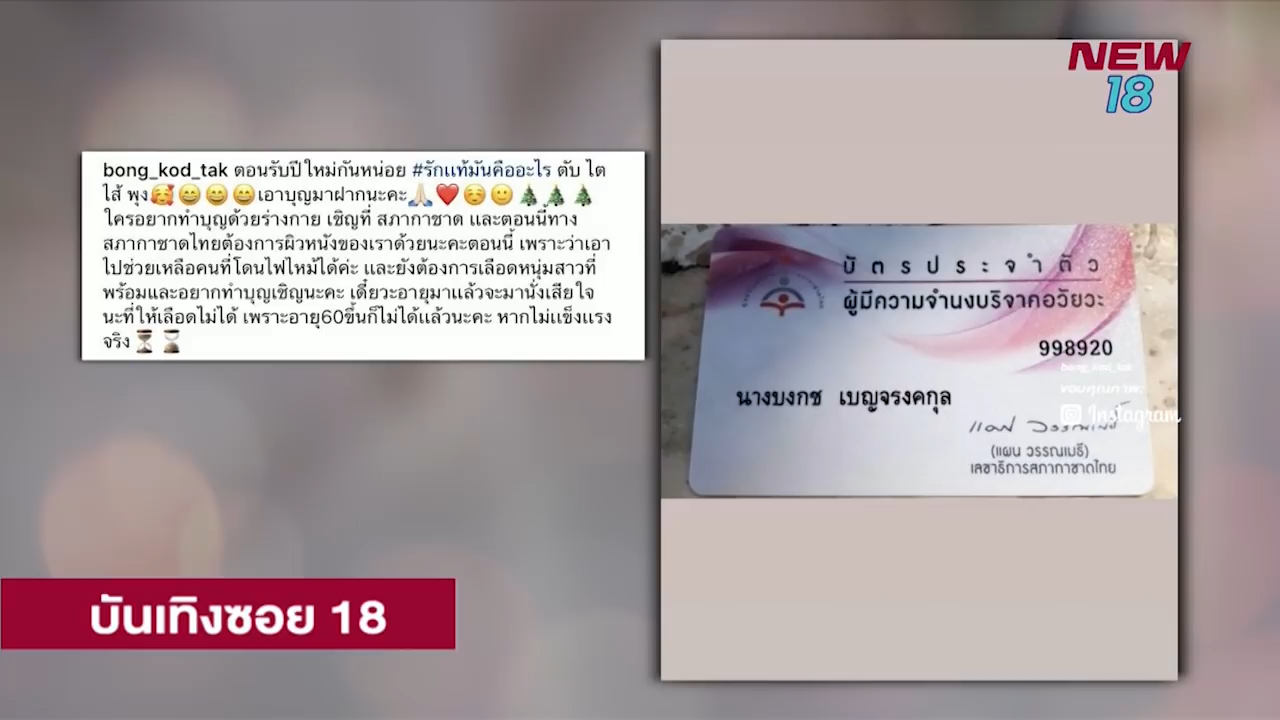 NEW
18
bong_kod_tak ตอนรับปีใหม่กันหน่อย #รักแท้มันคืออะไร ตับ ไต
ไส้ พุง🥰😄😄😄เอาบุญมาฝากนะคะ🙏🏻❤️☺️🙂🎄🎄🎄
ใครอยากทำบุญด้วยร่างกาย เชิญที่ สภากาชาด และตอนนี้ทาง
สภากาชาดไทยต้องการผิวหนังของเราด้วยนะคะตอนนี้ เพราะว่าเอา
ไปช่วยเหลือคนที่โดนไฟไหม้ได้ค่ะ และยังต้องการเลือดหนุ่มสาวที่
พร้อมและอยากทำบุญเชิญนะคะ เดี๋ยวะอายุมาแล้วจะมานั่งเสียใจ
นะที่ให้เลือดไม่ได้ เพราะอายุ60ขึ้นก็ไม่ได้แล้วนะคะ หากไม่แข็งแรง
จริง⏳⌛
บัตรประจำตัว
ผู้มีความจำนงบริจาคอวัยวะ
998920
bong_kod_tak
ขอบคุณภาพ:
Instagram
นางบงกช เบญจรงคกุล
(แผน วรรณเมธี)
เลขาธิการสภากาชาดไทย
บันเทิงซอย 18